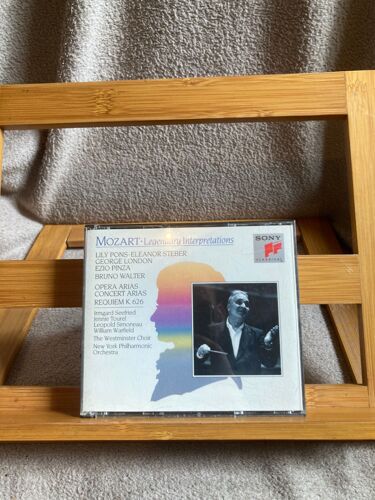 MOZART · Legendary Interpretations
LILY PONS · ELEANOR STEBER
GEORGE LONDON
EZIO PINZA
BRUNO WALTER
OPERA ARIAS
CONCERT ARIAS
REQUIEM K 626
Irmgard Seefried
Jennie Tourel
Leopold Simoneau
William Warfield
The Westminster Choir
New York Philharmonic
Orchestra
SONY
CLASSICAL